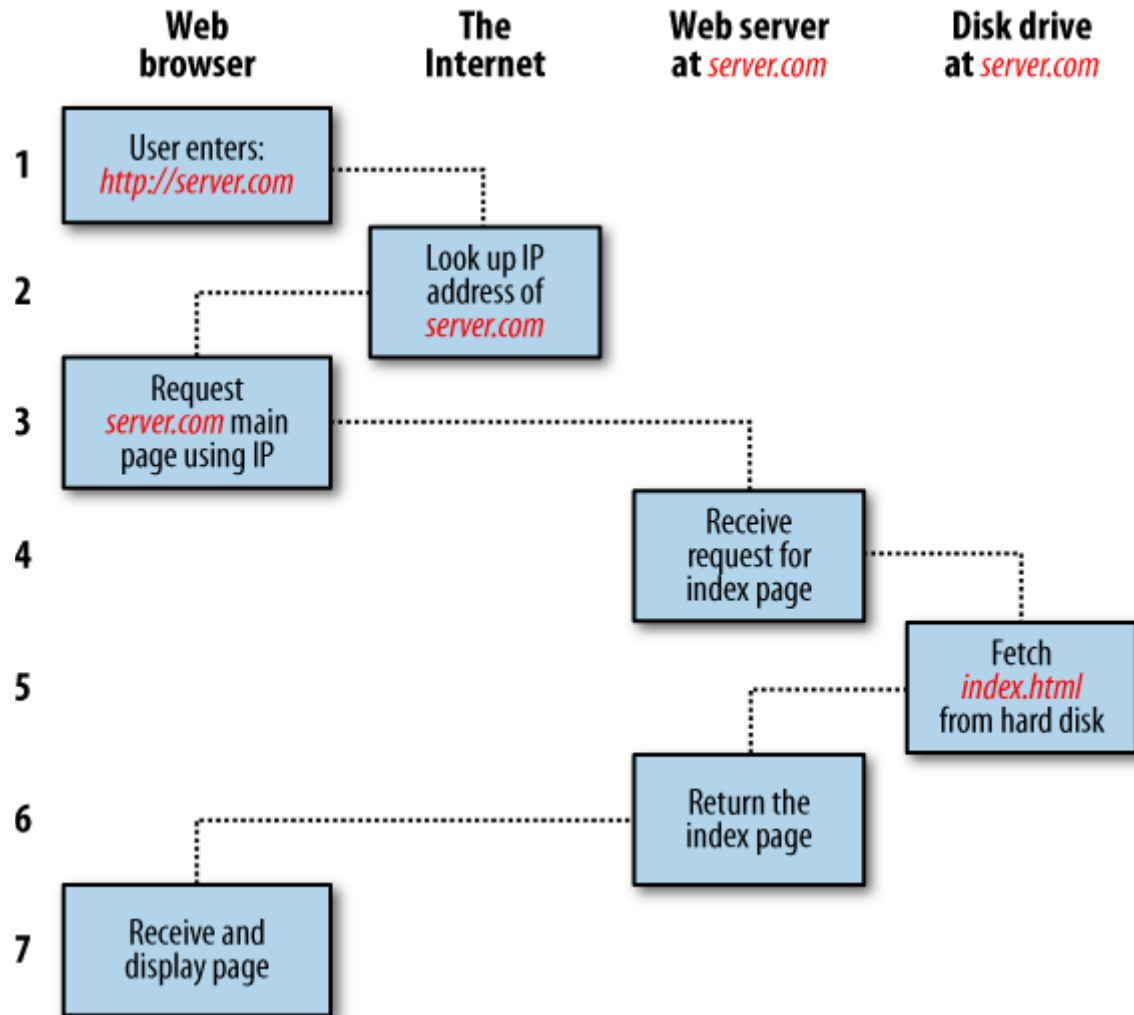 Web
browser
The
Internet
Web server
at server.com
Disk drive
at server.com
1
User enters:
http://server.com
2
Look up IP
address of
server.com
3
Request
server.com main
page using IP
4
Receive
request for
index page
5
Fetch
index.html
from hard disk
6
Return the
index page
7
Receive and
display page